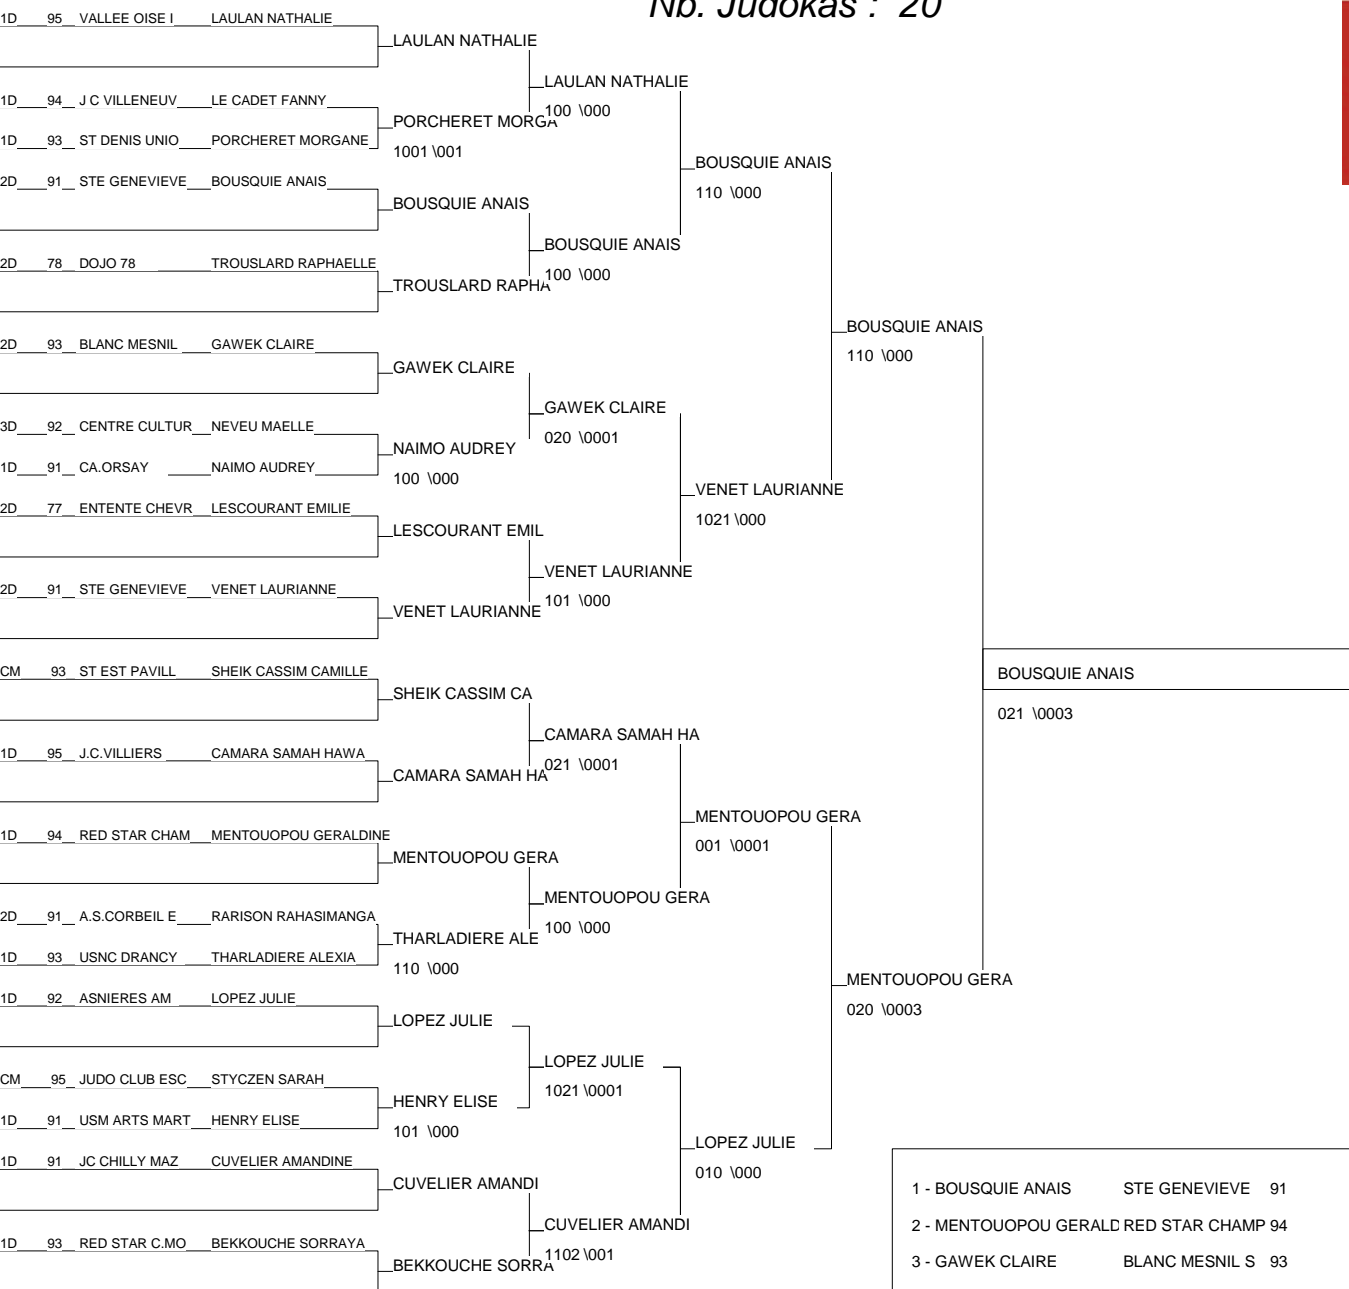 Nb. Judokas : 20
1D 95 VALLEE OISE I LAULAN NATHALIE
LAULAN NATHALIE
LAULAN NATHALIE
1D 94 J C VILLENEUV LE CADET FANNY
100 \000
PORCHERET MORGA
1D 93 ST DENIS UNIO PORCHERET MORGANE
1001 \001
BOUSQUIE ANAIS
2D 91 STE GENEVIEVE BOUSQUIE ANAIS
110 \000
BOUSQUIE ANAIS
BOUSQUIE ANAIS
2D 78 DOJO 78 TROUSLARD RAPHAELLE
100 \000
TROUSLARD RAPHA
BOUSQUIE ANAIS
2D 93 BLANC MESNIL GAWEK CLAIRE
110 \000
GAWEK CLAIRE
GAWEK CLAIRE
3D 92 CENTRE CULTUR NEVEU MAELLE
020 \0001
NAIMO AUDREY
1D 91 CA.ORSAY NAIMO AUDREY
100 \000
VENET LAURIANNE
2D 77 ENTENTE CHEVR LESCOURANT EMILIE
1021 \000
LESCOURANT EMIL
VENET LAURIANNE
2D 91 STE GENEVIEVE VENET LAURIANNE
101 \000
VENET LAURIANNE
CM 93 ST EST PAVILL SHEIK CASSIM CAMILLE
BOUSQUIE ANAIS
SHEIK CASSIM CA
021 \0003
CAMARA SAMAH HA
1D 95 J.C.VILLIERS CAMARA SAMAH HAWA
021 \0001
CAMARA SAMAH HA
MENTOUOPOU GERA
1D 94 RED STAR CHAM MENTOUOPOU GERALDINE
001 \0001
MENTOUOPOU GERA
MENTOUOPOU GERA
2D 91 A.S.CORBEIL E RARISON RAHASIMANGA
100 \000
THARLADIERE ALE
1D 93 USNC DRANCY THARLADIERE ALEXIA
110 \000
MENTOUOPOU GERA
1D 92 ASNIERES AM LOPEZ JULIE
020 \0003
LOPEZ JULIE
LOPEZ JULIE
CM 95 JUDO CLUB ESC STYCZEN SARAH
1021 \0001
HENRY ELISE
1D 91 USM ARTS MART HENRY ELISE
101 \000
LOPEZ JULIE
1D 91 JC CHILLY MAZ CUVELIER AMANDINE
010 \000
CUVELIER AMANDI
1 - BOUSQUIE ANAIS STE GENEVIEVE 91
CUVELIER AMANDI
2 - MENTOUOPOU GERALD RED STAR CHAMP 94
1D 93 RED STAR C.MO BEKKOUCHE SORRAYA
1102 \001
BEKKOUCHE SORRA
3 - GAWEK CLAIRE BLANC MESNIL S 93